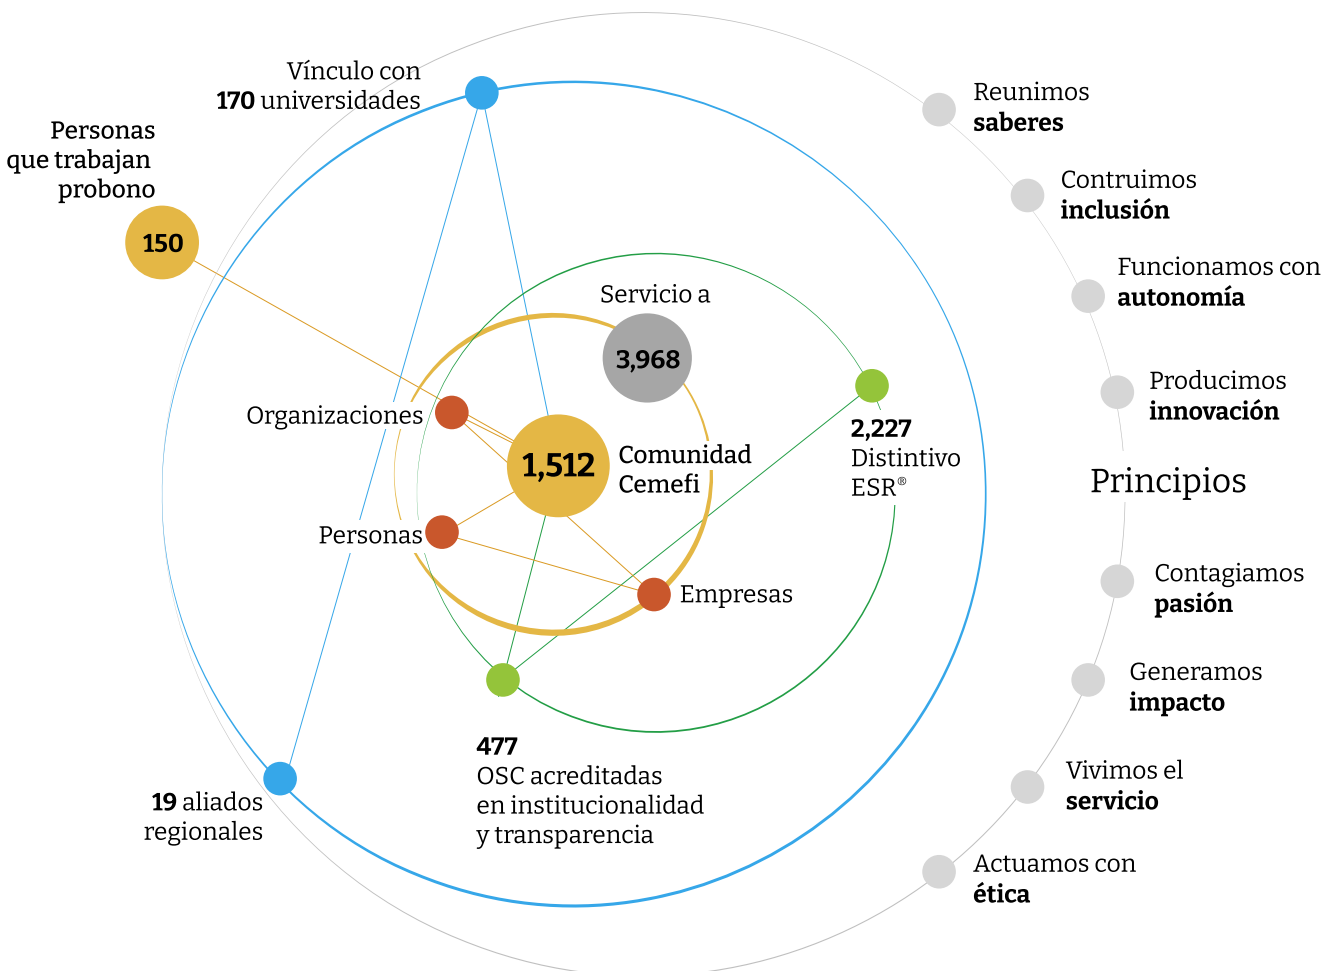 Vínculo con
170 universidades
Personas
que trabajan
probono
150
Servicio a
3,968
Organizaciones
1,512
Comunidad
Cemefi
Personas
Empresas
2,227
Distintivo
ESR®
477
OSC acreditadas
en institucionalidad
y transparencia
19 aliados
regionales
Reunimos
saberes
Contruimos
inclusión
Funcionamos con
autonomía
Producimos
innovación
Principios
Contagiamos
pasión
Generamos
impacto
Vivimos el
servicio
Actuamos con
ética